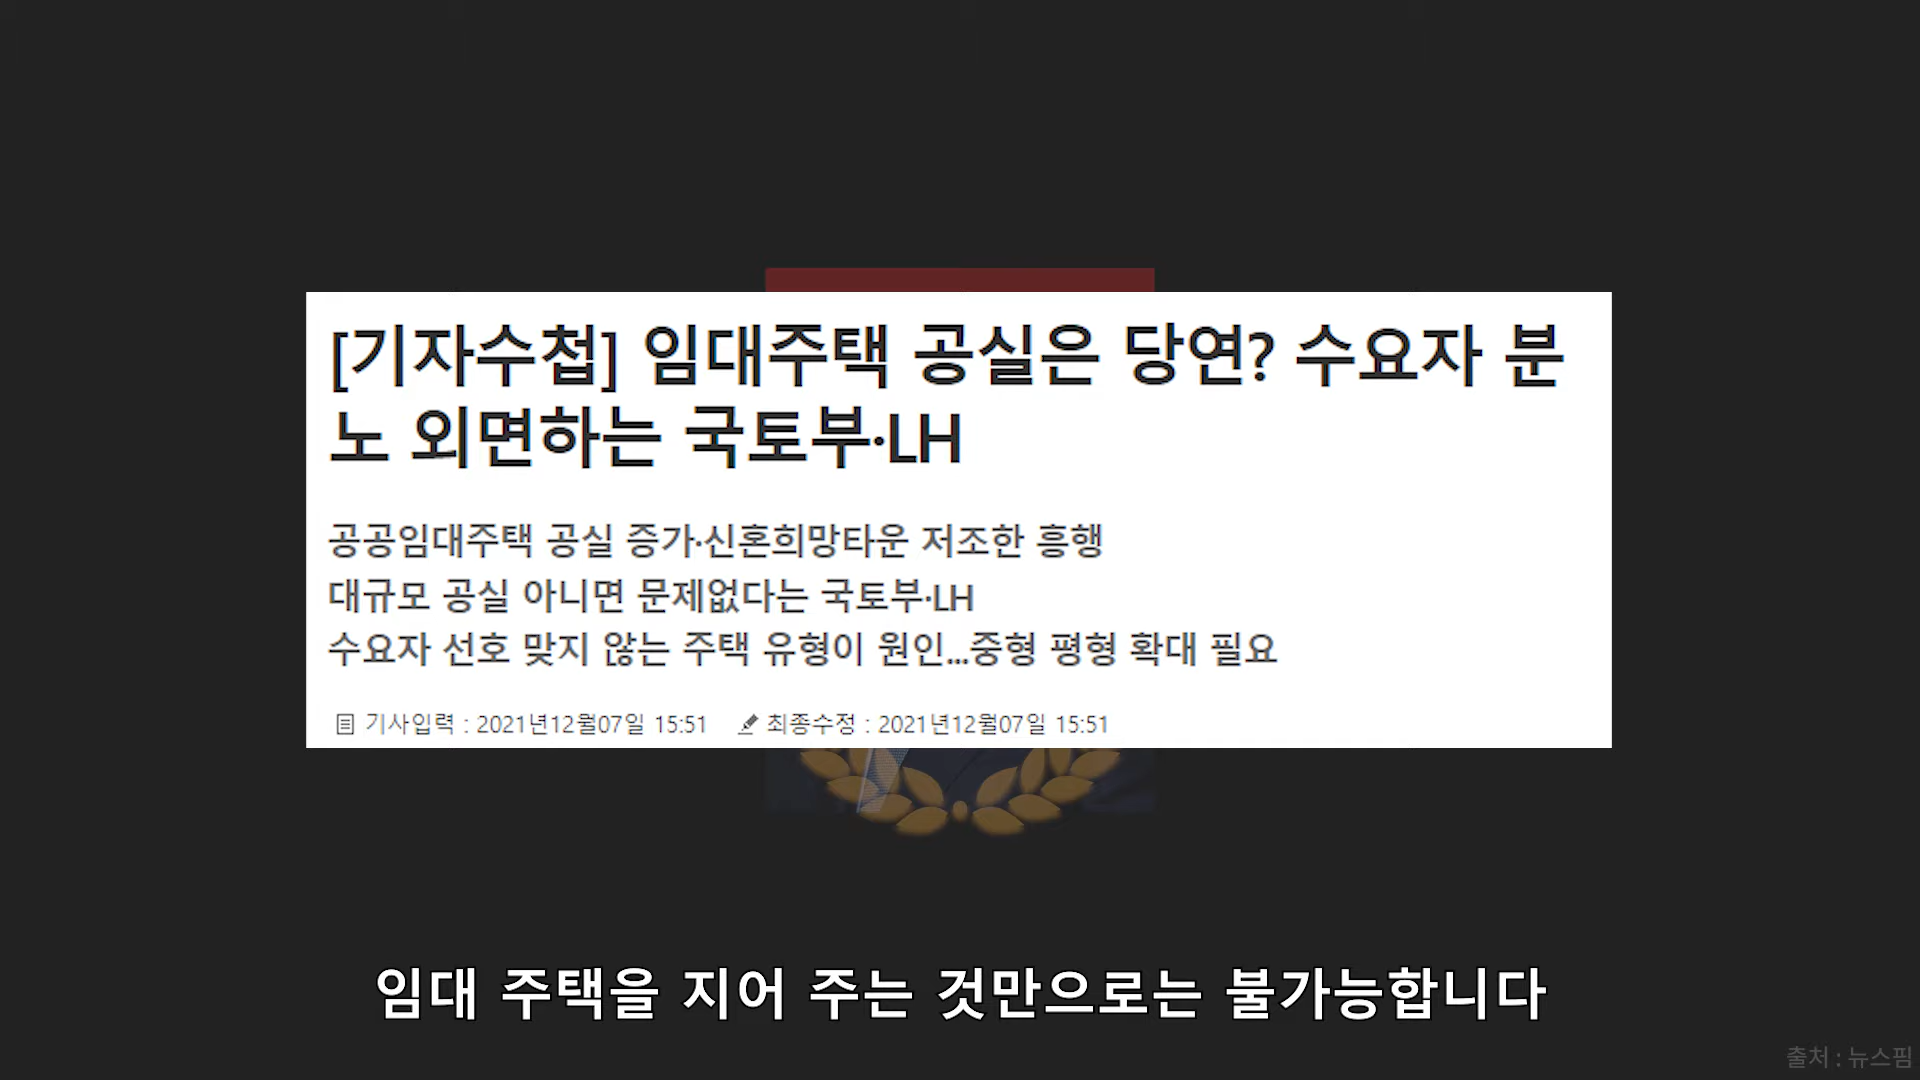 [기자수첩] 임대주택 공실은 당연? 수요자 분
노 외면하는 국토부·LH
공공임대주택 공실 증가·신혼희망타운 저조한 흥행
대규모 공실 아니면 문제없다는 국토부·LH
수요자 선호 맞지 않는 주택 유형이 원인...중형 평형 확대 필요
기사입력 : 2021년12월07일 15:51 최종수정 : 2021년12월07일 15:51
임대 주택을 지어 주는 것만으로는 불가능합니다
출처 : 뉴스핌